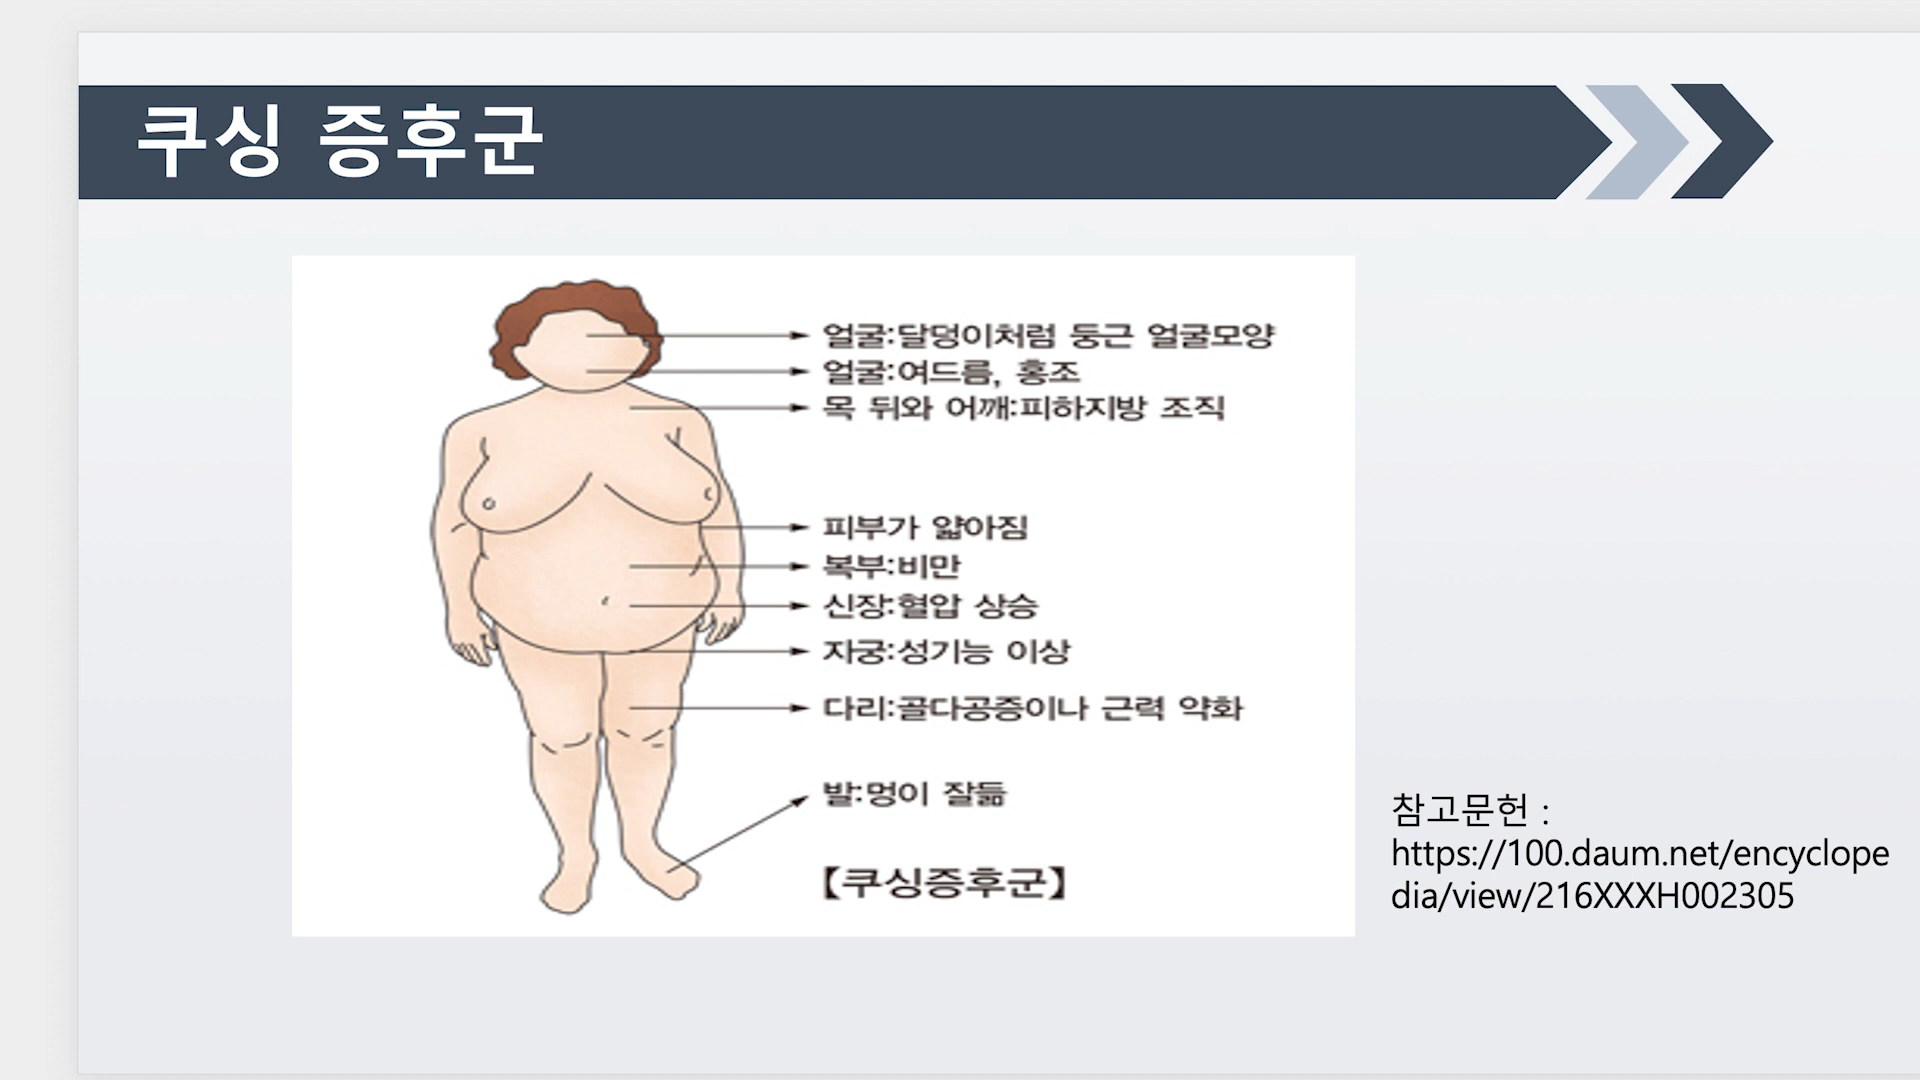 쿠싱 증후군
얼굴:달덩이처럼 둥근 얼굴모양
얼굴:여드름, 홍조
목 뒤와 어깨:피하지방 조직
피부가 얇아짐
복부:비만
신장:혈압 상승
자궁:성기능 이상
다리:골다공증이나 근력 약화
발:멍이 잘듦
【쿠싱증후군】
참고문헌 :
https://100.daum.net/encyclope
dia/view/216XXXH002305